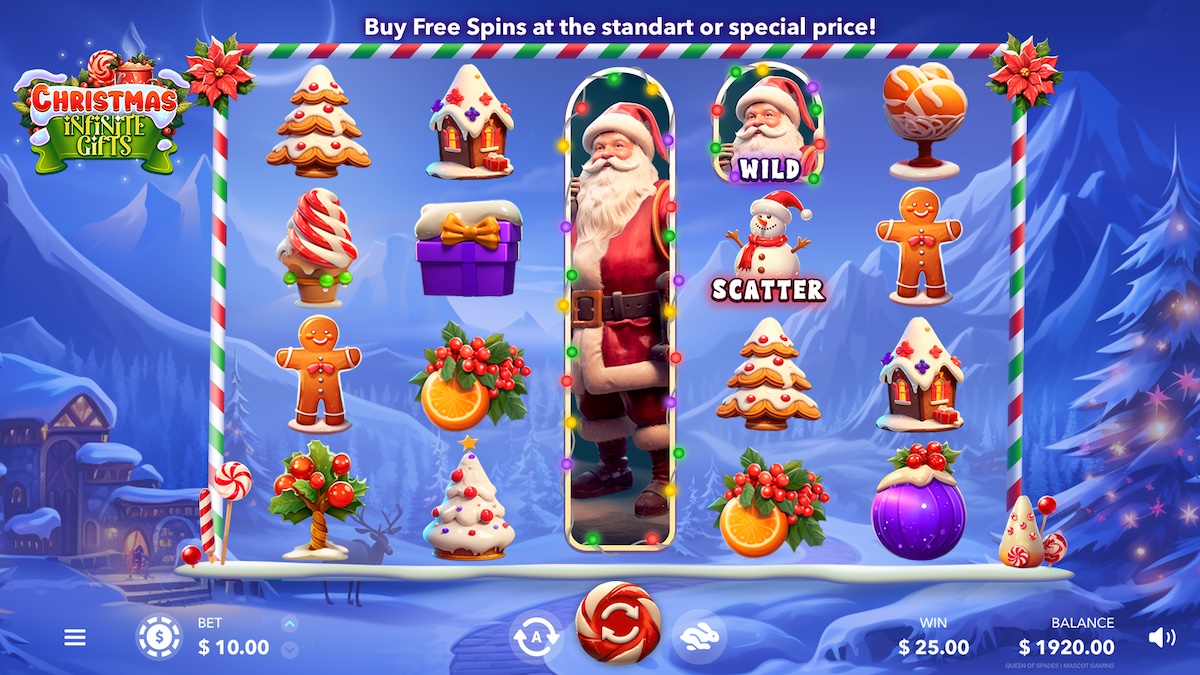 Buy Free Spins at the standart or special price!
CHRISTMAS
INFINITE
GIFTS
WILD
SCATTER
BET
$ 10.00
A
WIN
$ 25.00
BALANCE
$ 1920.00
QUEEN OF SPADES | MASCOT GAMING